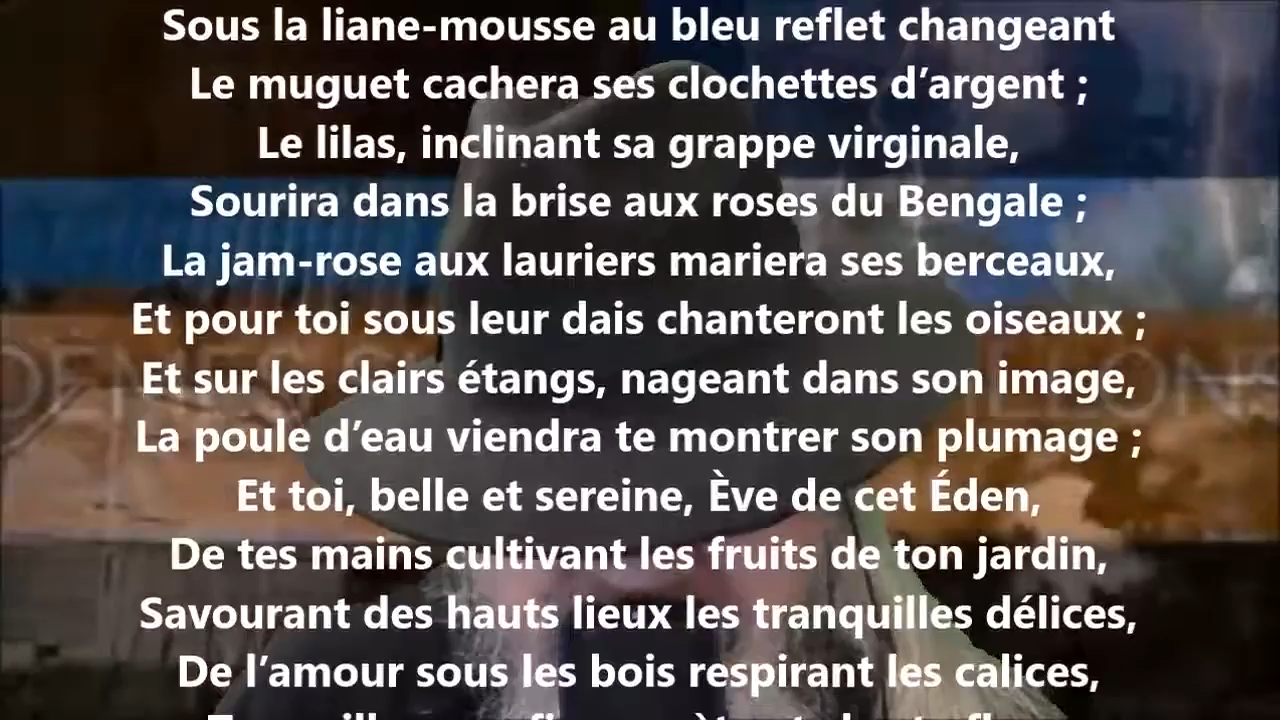 Sous la liane-mousse au bleu reflet changeant
Le muguet cachera ses clochettes d’argent ;
Le lilas, inclinant sa grappe virginale,
Sourira dans la brise aux roses du Bengale ;
La jam-rose aux lauriers mariera ses berceaux,
Et pour toi sous leur dais chanteront les oiseaux ;
Et sur les clairs étangs, nageant dans son image,
La poule d’eau viendra te montrer son plumage ;
Et toi, belle et sereine, Ève de cet Éden,
De tes mains cultivant les fruits de ton jardin,
Savourant des hauts lieux les tranquilles délices,
De l’amour sous les bois respirant les calices,